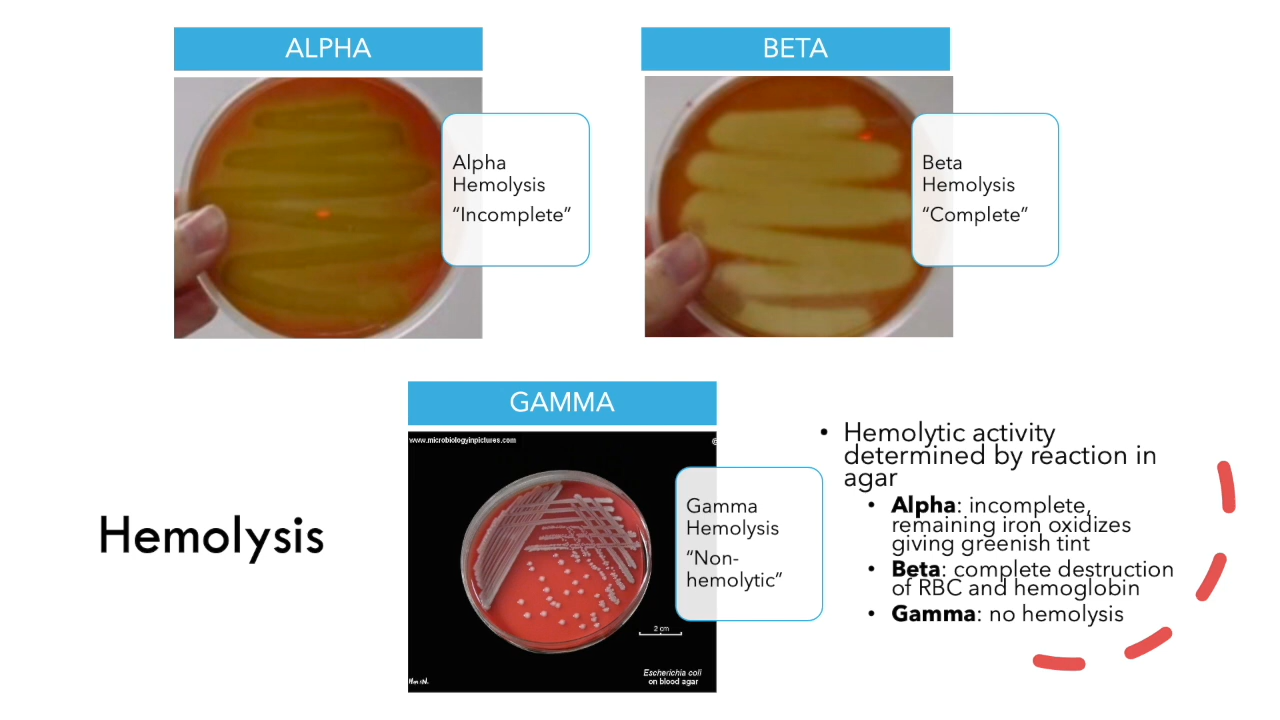 ALPHA
BETA
Alpha
Hemolysis
“Incomplete”
Beta
Hemolysis
“Complete”
GAMMA
www.microbiologyinpictures.com
©
Gamma
Hemolysis
“Non-
hemolytic”
2 cm
Escherichia coli
on blood agar
Hemolysis
• Hemolytic activity
determined by reaction in
agar
• Alpha: incomplete,
remaining iron oxidizes
giving greenish tint
• Beta: complete destruction
of RBC and hemoglobin
• Gamma: no hemolysis